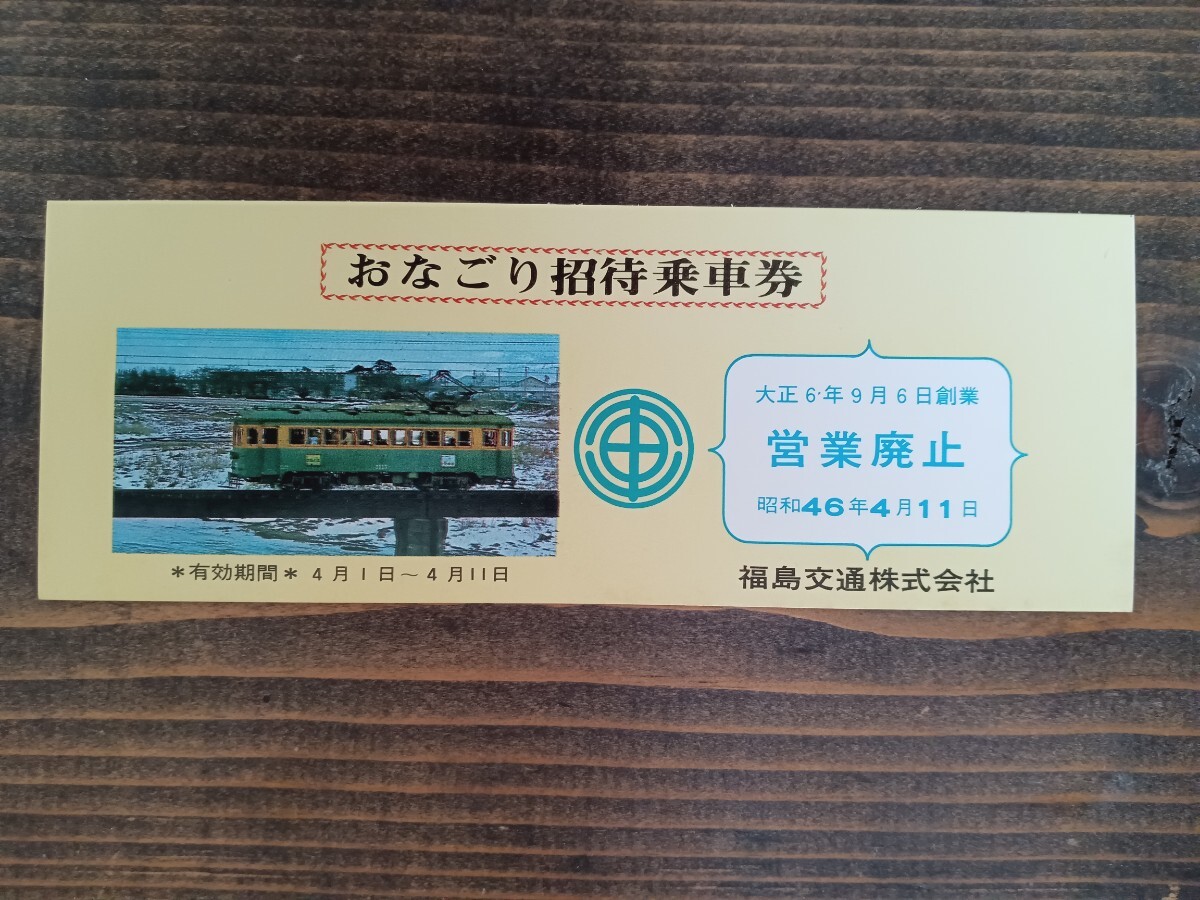 おなごり招待乗車券
大正6年9月6日創業
営業廃止
昭和46年4月11日
*有効期間* 4月1日~4月11日
福島交通株式会社